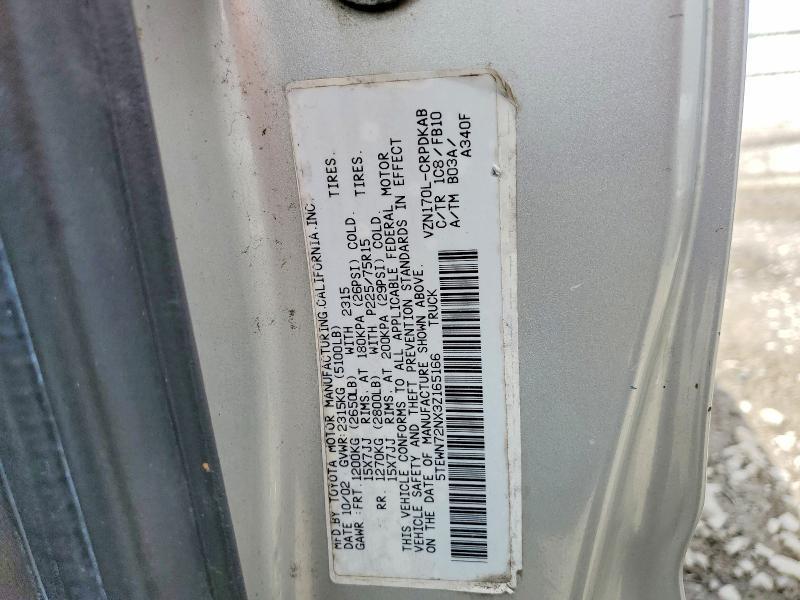 MFD.BY TOYOTA MOTOR MANUFACTURING,CALIFORNIA,INC.
DATE 10/02 GVWR:2315KG (5100LB)
GAWR:FRT.1200KG (2650LB) WITH 2315 TIRES.
15X7JJ RIMS. AT 180KPA (26PSI) COLD.
RR. 1270KG (2800LB) WITH P225/75R15 TIRES.
15X7JJ RIMS. AT 200KPA (29PSI) COLD.
THIS VEHICLE CONFORMS TO ALL APPLICABLE FEDERAL MOTOR
VEHICLE SAFETY AND THEFT PREVENTION STANDARDS IN EFFECT
ON THE DATE OF MANUFACTURE SHOWN ABOVE.
5TEWN72NX3Z165166 TRUCK
VZN170L-CRPDKAB
C/TR 1C8/FB10
A/TM B03A/
A340F